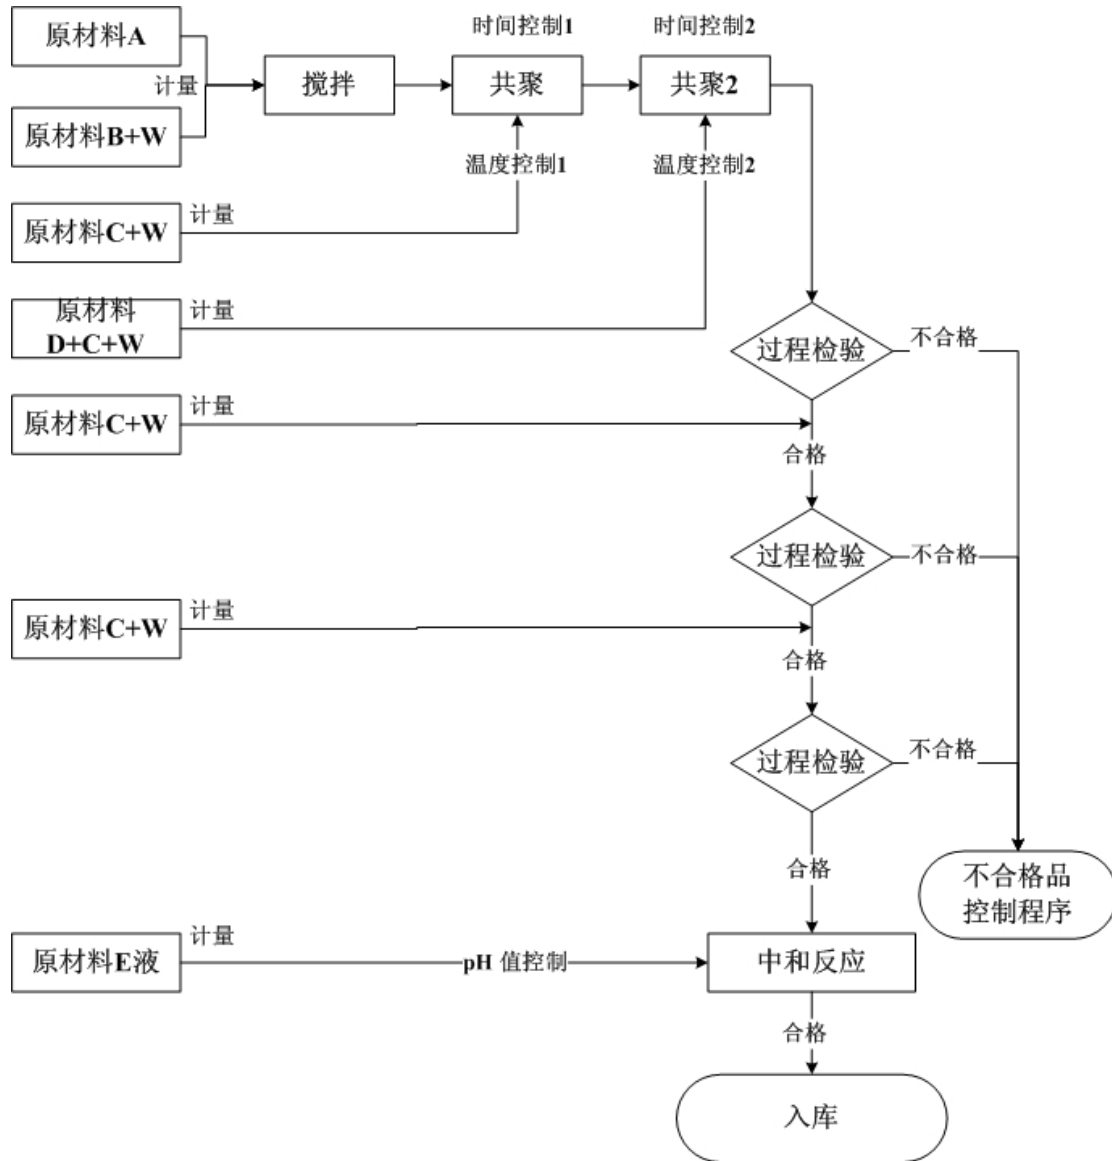 原材料A
时间控制1
时间控制2
计量
搅拌
共聚
共聚2
原材料B+W
温度控制1
温度控制2
计量
原材料C+W
计量
原材料
D+C+W
过程检验
不合格
计量
原材料C+W
合格
过程检验
不合格
计量
原材料C+W
合格
过程检验
不合格
合格
不合格品
控制程序
计量
原材料E液
pH 值控制
中和反应
合格
入库